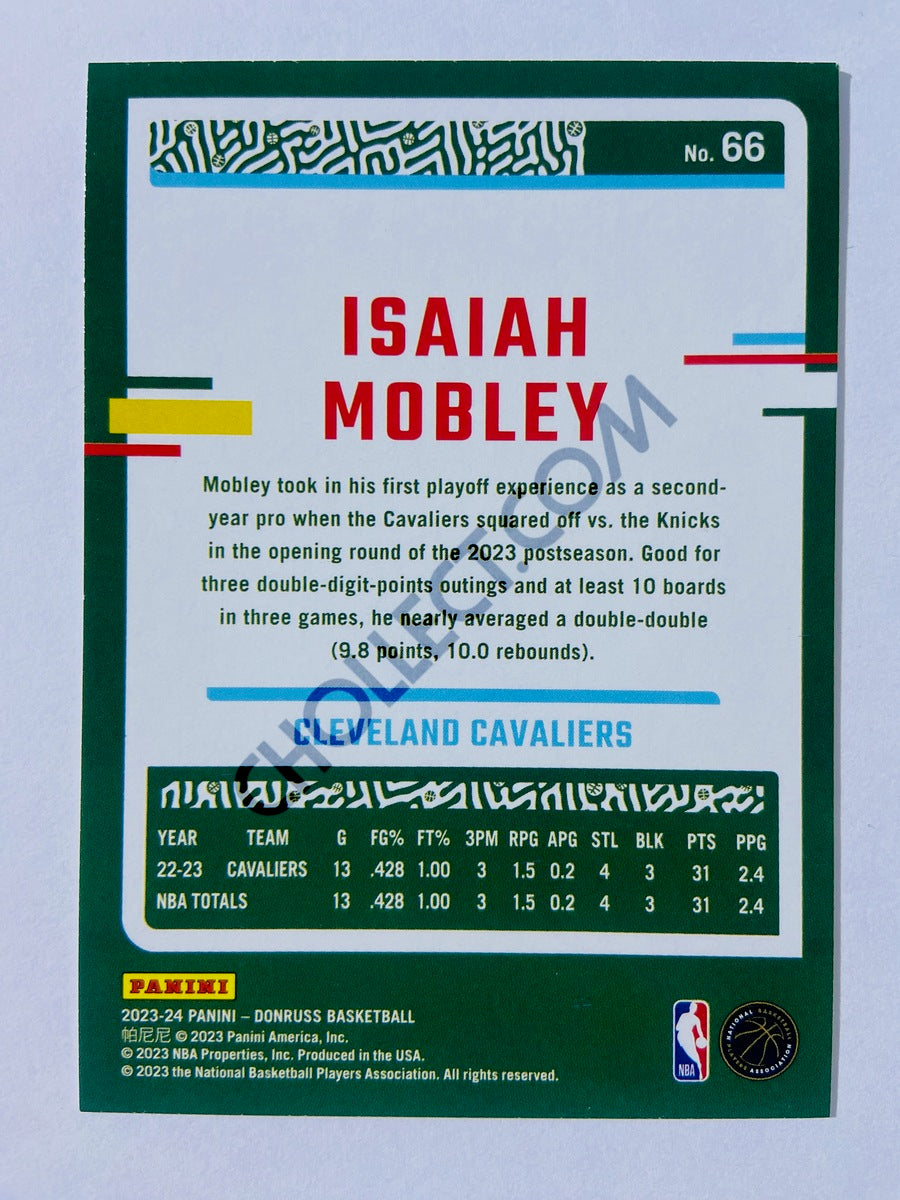 No. 66
ISAIAH
MOBLEY
Mobley took in his first playoff experience as a second-
year pro when the Cavaliers squared off vs. the Knicks
in the opening round of the 2023 postseason. Good for
three double-digit-points outings and at least 10 boards
in three games, he nearly averaged a double-double
(9.8 points, 10.0 rebounds).
CHOLLECT.COM
CLEVELAND CAVALIERS
YEAR TEAM G FG% FT% 3PM RPG APG STL BLK PTS PPG
22-23 CAVALIERS 13 .428 1.00 3 1.5 0.2 4 3 31 2.4
NBA TOTALS 13 .428 1.00 3 1.5 0.2 4 3 31 2.4
PANINI
2023-24 PANINI – DONRUSS BASKETBALL
帕尼尼 © 2023 Panini America, Inc.
© 2023 NBA Properties, Inc. Produced in the USA.
© 2023 the National Basketball Players Association. All rights reserved.
NBA
NATIONAL BASKETBALL PLAYERS ASSOCIATION